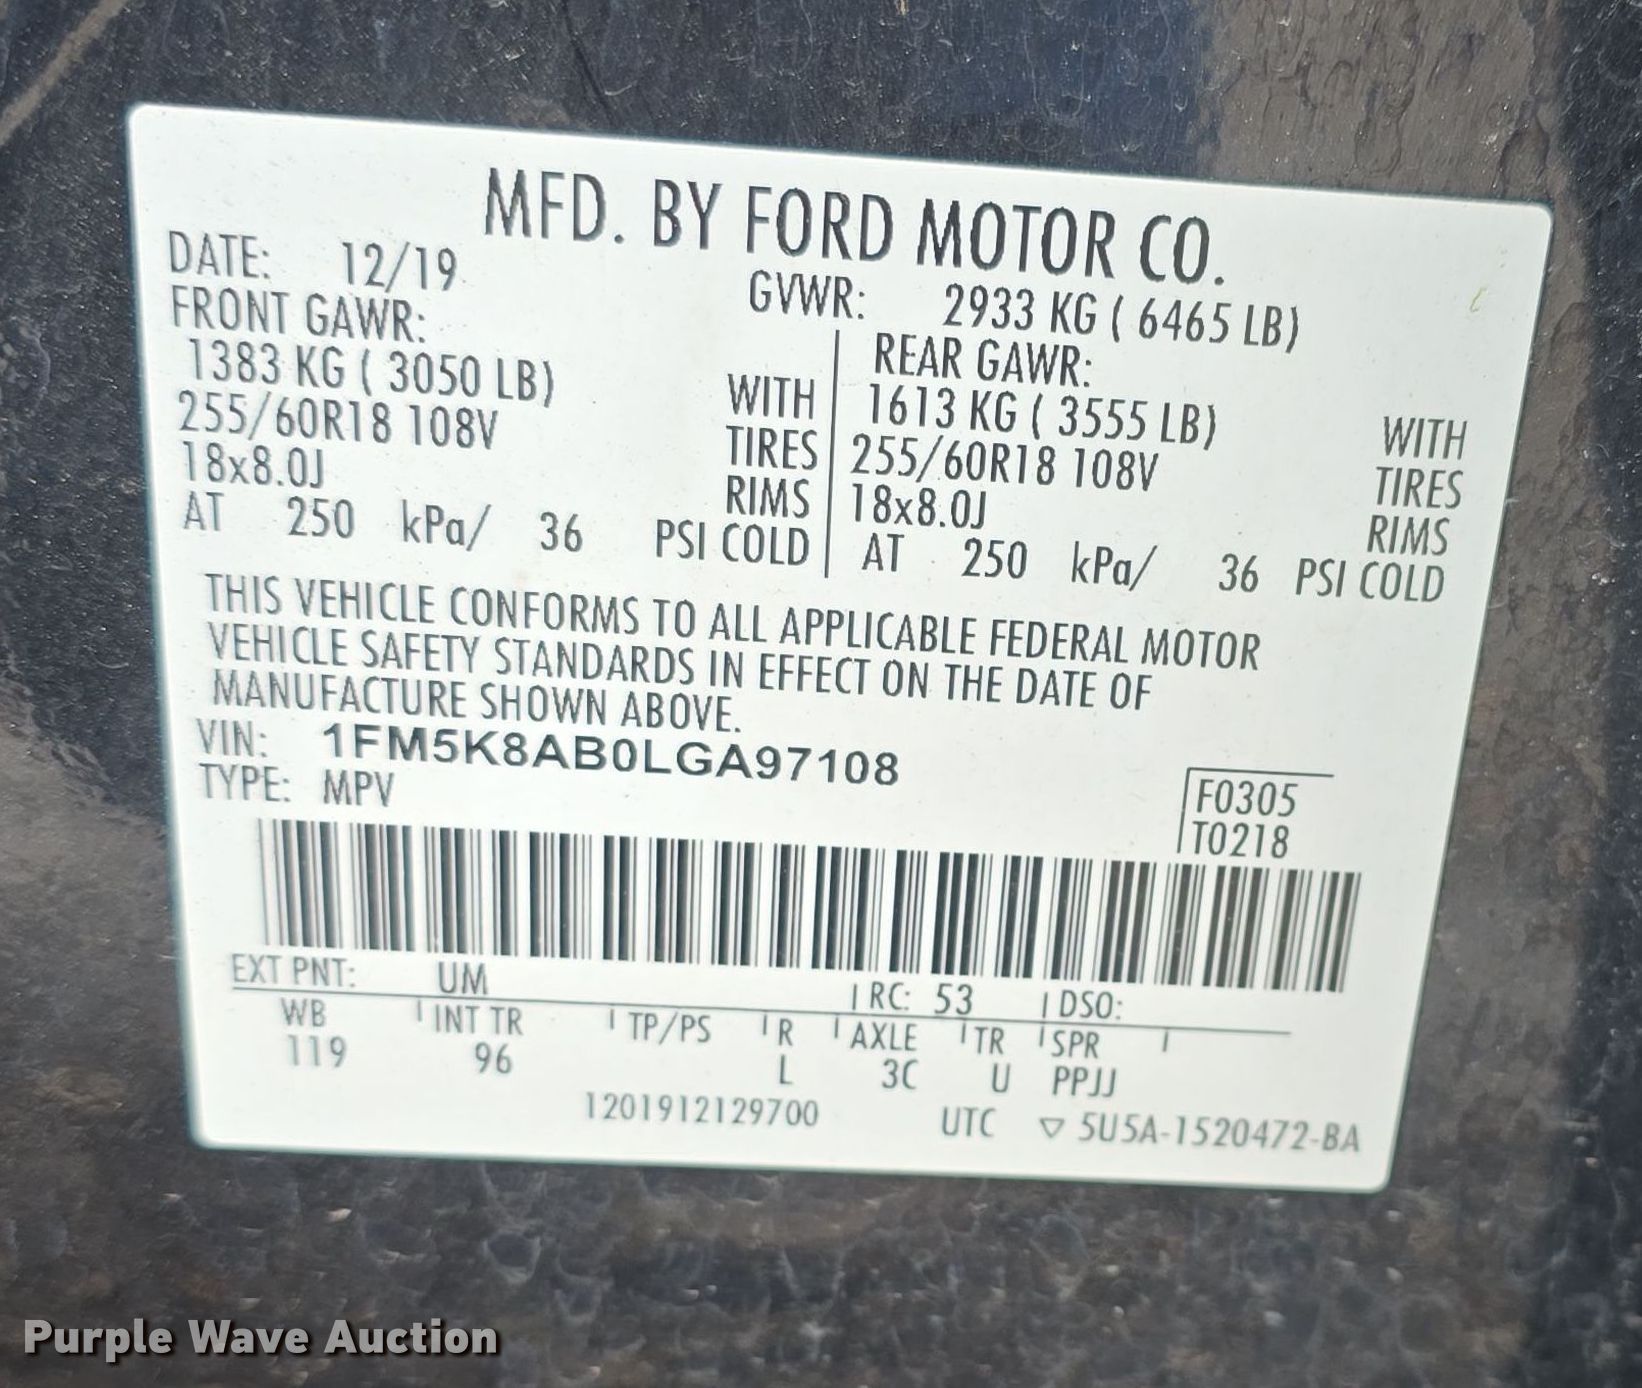 MFD. BY FORD MOTOR CO.
DATE: 12/19
GVWR: 2933 KG ( 6465 LB)
FRONT GAWR:
1383 KG ( 3050 LB) WITH
255/60R18 108V TIRES
18x8.0J RIMS
AT 250 kPa/ 36 PSI COLD
REAR GAWR:
1613 KG ( 3555 LB) WITH
255/60R18 108V TIRES
18x8.0J RIMS
AT 250 kPa/ 36 PSI COLD
THIS VEHICLE CONFORMS TO ALL APPLICABLE FEDERAL MOTOR
VEHICLE SAFETY STANDARDS IN EFFECT ON THE DATE OF
MANUFACTURE SHOWN ABOVE.
VIN: 1FM5K8AB0LGA97108
TYPE: MPV
F0305
T0218
EXT PNT: UM RC: 53 DSO:
WB INT TR TP/PS R AXLE TR SPR
119 96 L 3C U PPJJ
1201912129700 UTC ▽ 5U5A-1520472-BA
Purple Wave Auction